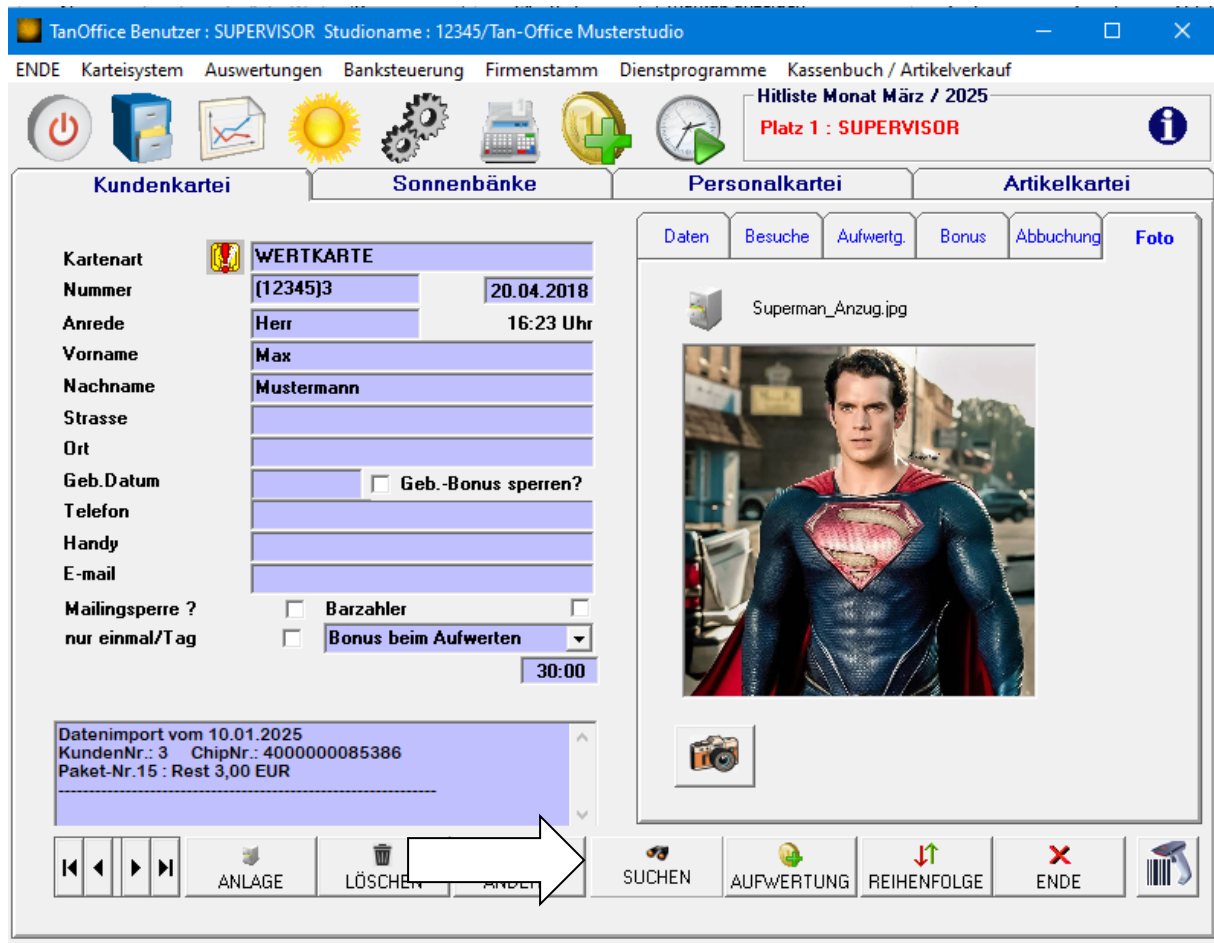 TanOffice Benutzer : SUPERVISOR Studioname : 12345/Tan-Office Musterstudio
ENDE Karteisystem Auswertungen Banksteuerung Firmenstamm Dienstprogramme Kassenbuch / Artikelverkauf
Hitliste Monat März / 2025
Platz 1 : SUPERVISOR
Kundenkartei Sonnenbänke Personalkartei Artikelkartei
Daten Besuche Aufwertg. Bonus Abbuchung Foto
Kartenart WERTKARTE
Nummer (12345)3 20.04.2018
Superman_Anzug.jpg
Anrede Herr 16:23 Uhr
Vorname Max
Nachname Mustermann
Strasse
Ort
Geb.Datum Geb.-Bonus sperren?
Telefon
Handy
E-mail
Mailingsperre ? Barzahler
nur einmal/Tag Bonus beim Aufwerten
30:00
Datenimport vom 10.01.2025
KundenNr.: 3 ChipNr.: 4000000085386
Paket-Nr.15 : Rest 3,00 EUR
---------------------------------------------------------------
ANLAGE LÖSCHEN SUCHEN AUFWERTUNG REIHENFOLGE ENDE